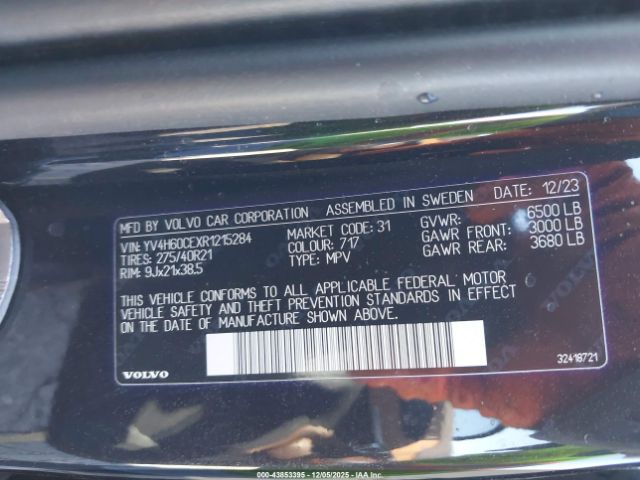 MFD BY VOLVO CAR CORPORATION ASSEMBLED IN SWEDEN DATE: 12/23
VIN: YV4H60CEXR1215284 MARKET CODE: 31 GVWR: 6500 LB
TIRES: 275/40R21 COLOUR: 717 GAWR FRONT: 3000 LB
RIM: 9Jx21x38.5 TYPE: MPV GAWR REAR: 3680 LB
THIS VEHICLE CONFORMS TO ALL APPLICABLE FEDERAL MOTOR
VEHICLE SAFETY AND THEFT PREVENTION STANDARDS IN EFFECT
ON THE DATE OF MANUFACTURE SHOWN ABOVE.
VOLVO 32418721
000-43853395 12/05/2025 - COPYRIGHT IAA, LLC.